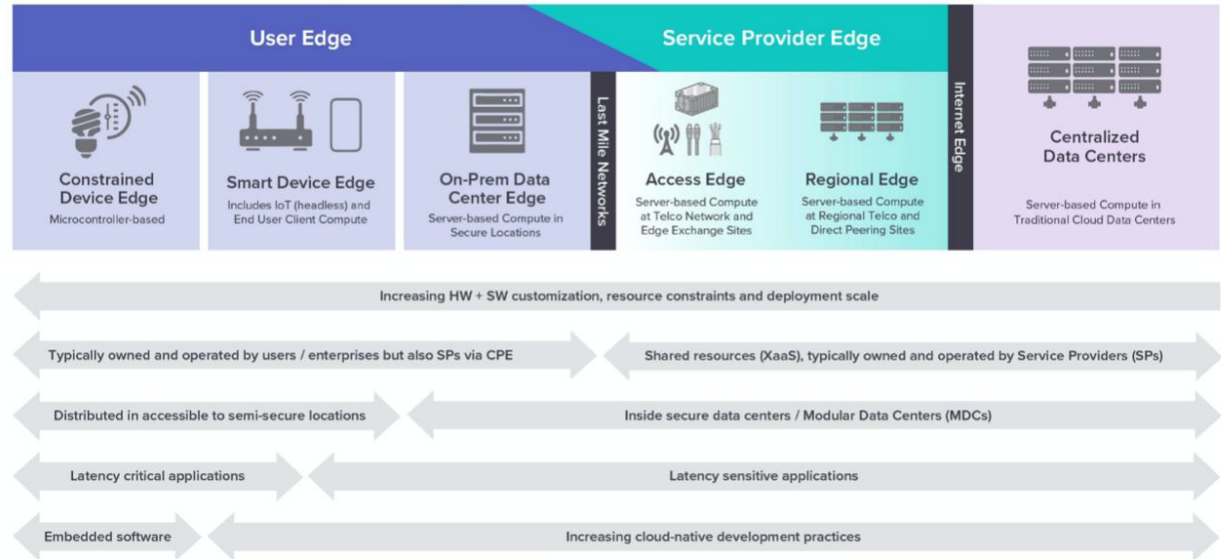 User Edge
Service Provider Edge
Constrained
Device Edge
Microcontroller-based
Smart Device Edge
Includes IoT (headless) and
End User Client Compute
On-Prem Data
Center Edge
Server-based Compute in
Secure Locations
Last Mile Networks
Access Edge
Server-based Compute
at Telco Network and
Edge Exchange Sites
Regional Edge
Server-based Compute
at Regional Telco and
Direct Peering Sites
Internet Edge
Centralized
Data Centers
Server-based Compute in
Traditional Cloud Data Centers
Increasing HW + SW customization, resource constraints and deployment scale
Typically owned and operated by users / enterprises but also SPs via CPE
Shared resources (XaaS), typically owned and operated by Service Providers (SPs)
Distributed in accessible to semi-secure locations
Inside secure data centers / Modular Data Centers (MDCs)
Latency critical applications
Latency sensitive applications
Embedded software
Increasing cloud-native development practices